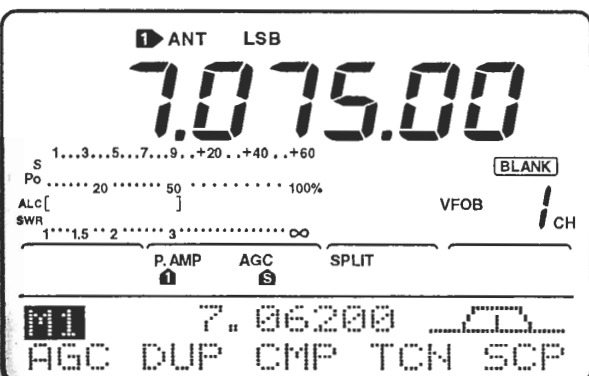 1 ANT LSB
7.075.00
S 1...3...5...7...9..+20..+40..+60
BLANK
Po ......20........50..........100%
ALC[ ]
VFOB 1 CH
SWR 1...1.5..2.......3..............∞
P.AMP AGC SPLIT
1 S
M1 7.06200
AGC DUP CMP TCN SCP